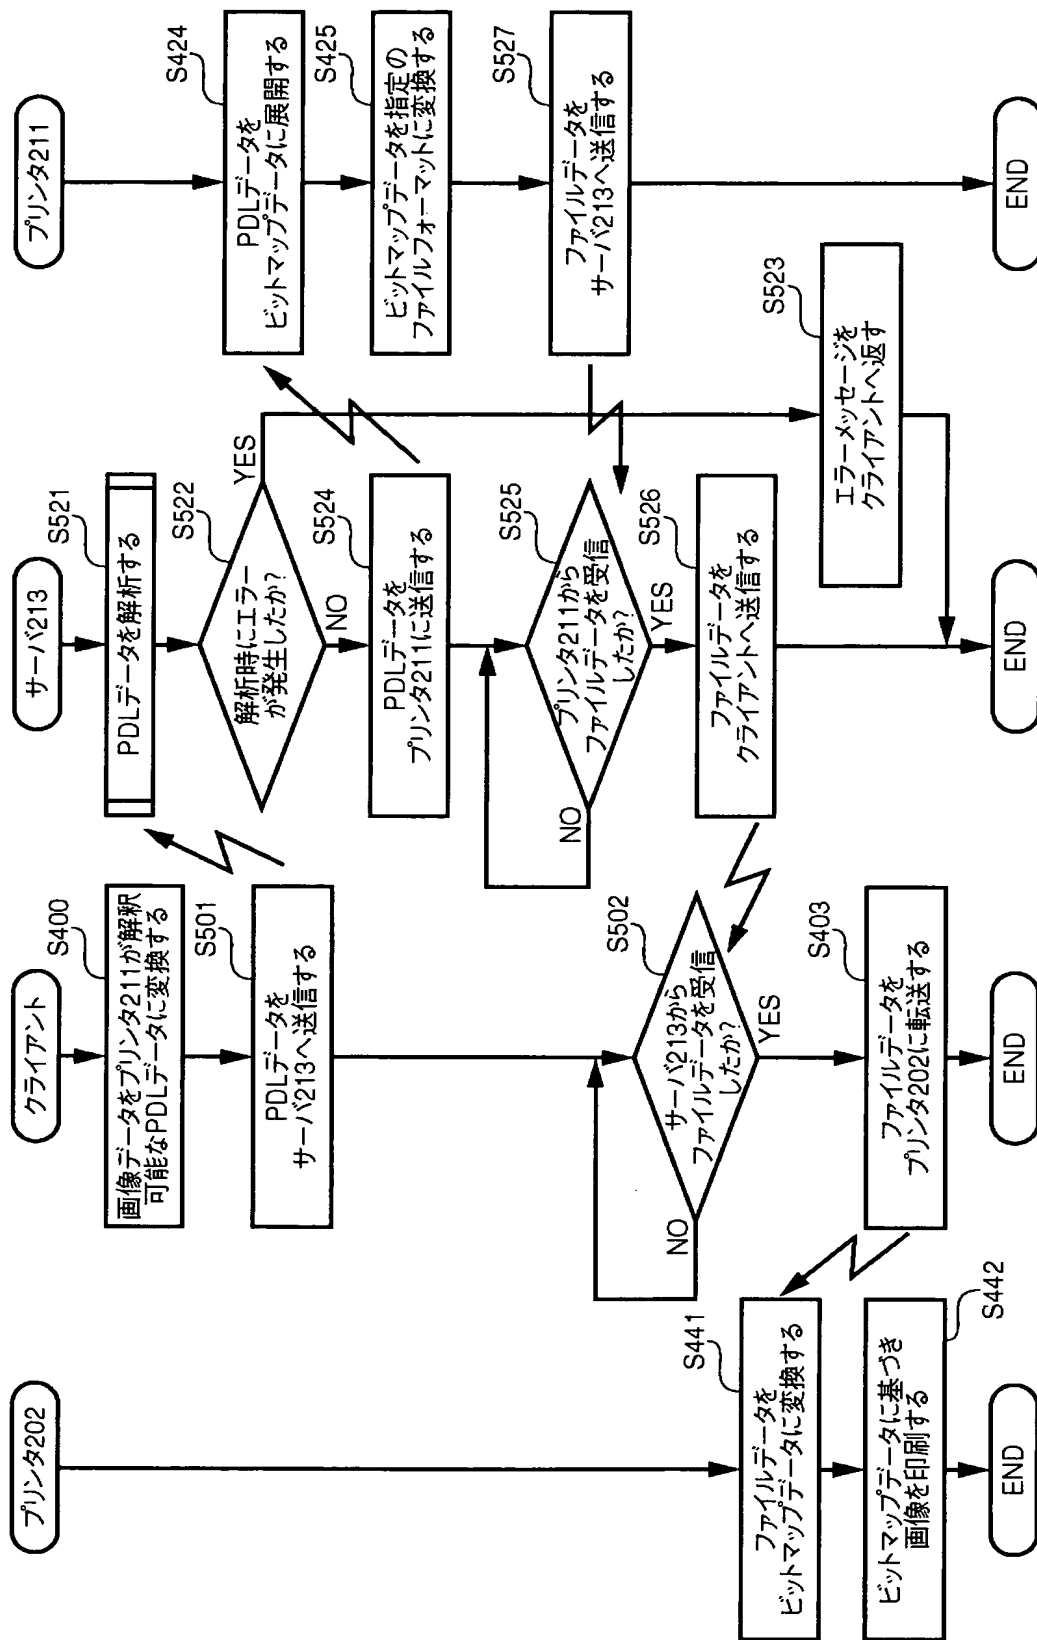 プリンタ202
ファイルデータを
ビットマップデータに変換する
S441
ビットマップデータに基づき
画像を印刷する
S442
END
クライアント
画像データをプリンタ211が解釈
可能なPDLデータに変換する
S400
PDLデータを
サーバ213へ送信する
S501
サーバ213から
ファイルデータを受信
したか?
S502
NO
YES
ファイルデータを
プリンタ202に転送する
S403
END
サーバ213
PDLデータを解析する
S521
解析時にエラー
が発生したか?
S522
YES
NO
PDLデータを
プリンタ211に送信する
S524
プリンタ211から
ファイルデータを受信
したか?
S525
NO
YES
ファイルデータを
クライアントへ送信する
S526
エラーメッセージを
クライアントへ返す
S523
END
プリンタ211
PDLデータを
ビットマップデータに展開する
S424
ビットマップデータを指定の
ファイルフォーマットに変換する
S425
ファイルデータを
サーバ213へ送信する
S527
END